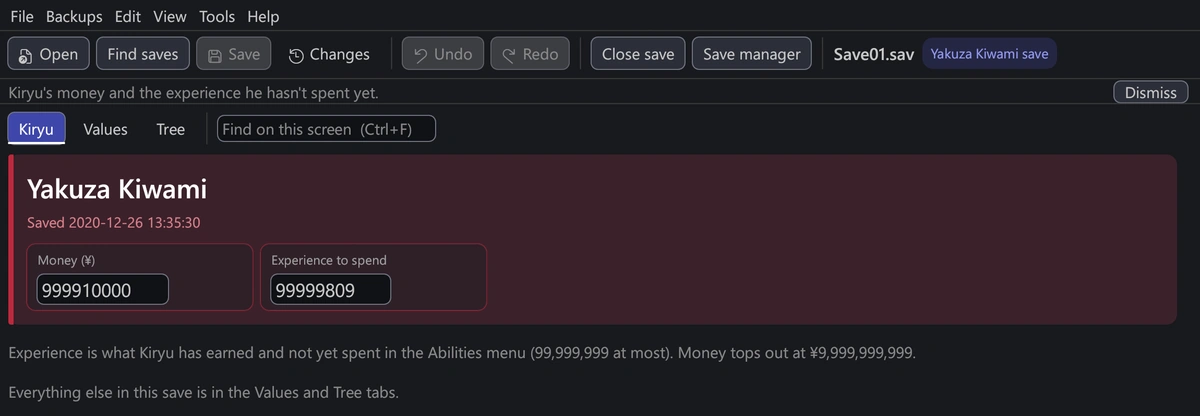 File Backups Edit View Tools Help
Open Find saves Save Changes Undo Redo Close save Save manager Save01.sav Yakuza Kiwami save
Kiryu's money and the experience he hasn't spent yet. Dismiss
Kiryu Values Tree Find on this screen (Ctrl+F)
Yakuza Kiwami
Saved 2020-12-26 13:35:30
Money (¥) Experience to spend
999910000 99999809
Experience is what Kiryu has earned and not yet spent in the Abilities menu (99,999,999 at most). Money tops out at ¥9,999,999,999.
Everything else in this save is in the Values and Tree tabs.